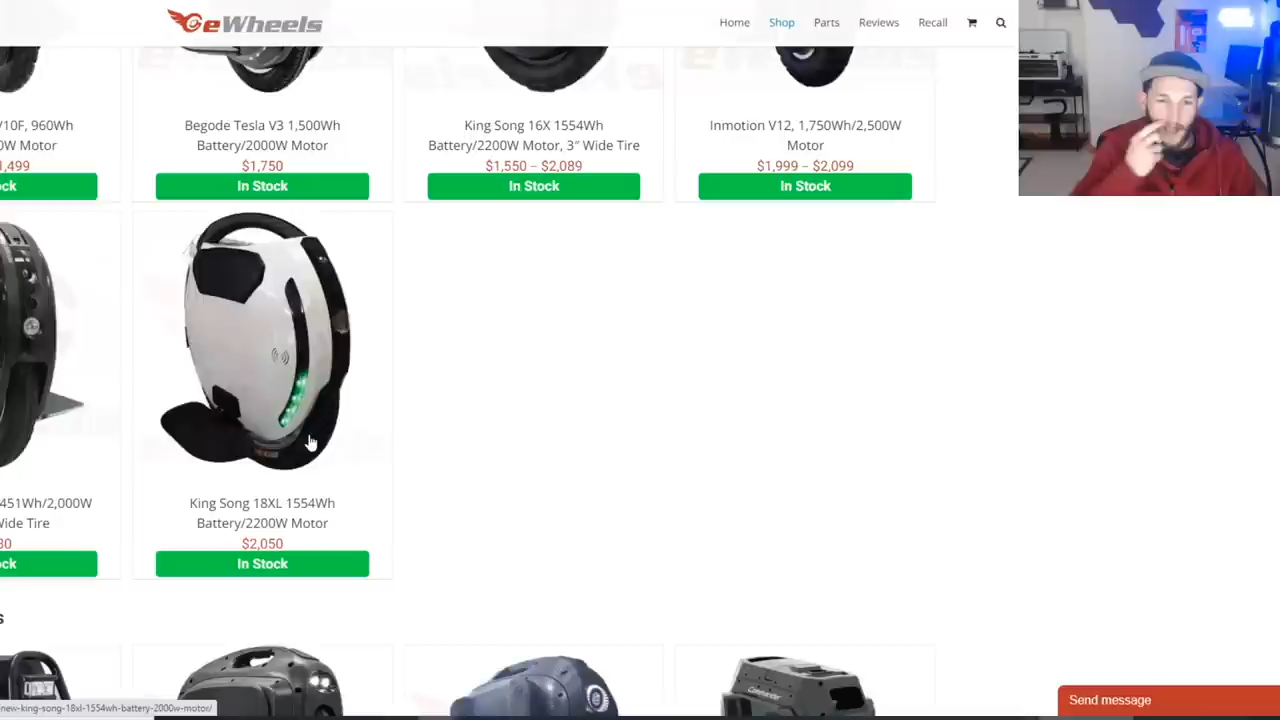 eWheels
Home Shop Parts Reviews Recall
V10F, 960Wh
0W Motor
1,499
ck
Begode Tesla V3 1,500Wh
Battery/2000W Motor
$1,750
In Stock
King Song 16X 1554Wh
Battery/2200W Motor, 3″ Wide Tire
$1,550 – $2,089
In Stock
Inmotion V12, 1,750Wh/2,500W
Motor
$1,999 – $2,099
In Stock
451Wh/2,000W
Wide Tire
80
ck
King Song 18XL 1554Wh
Battery/2200W Motor
$2,050
In Stock
s
Commander
Send message
new-king-song-18xl-1554wh-battery-2000w-motor/